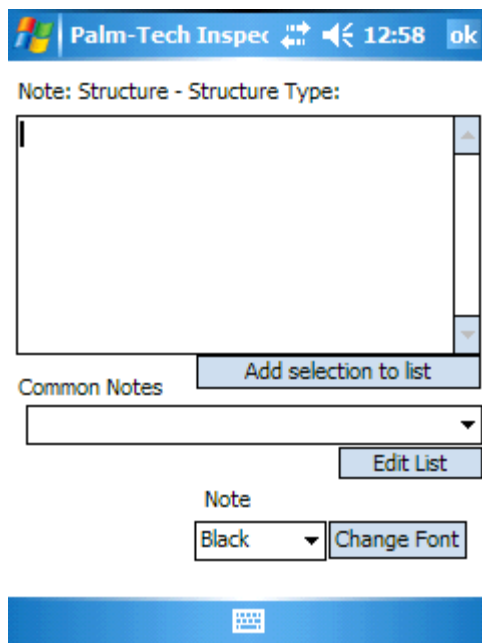 Palm-Tech Inspec 12:58 ok
Note: Structure - Structure Type:
Add selection to list
Common Notes
Edit List
Note
Black Change Font